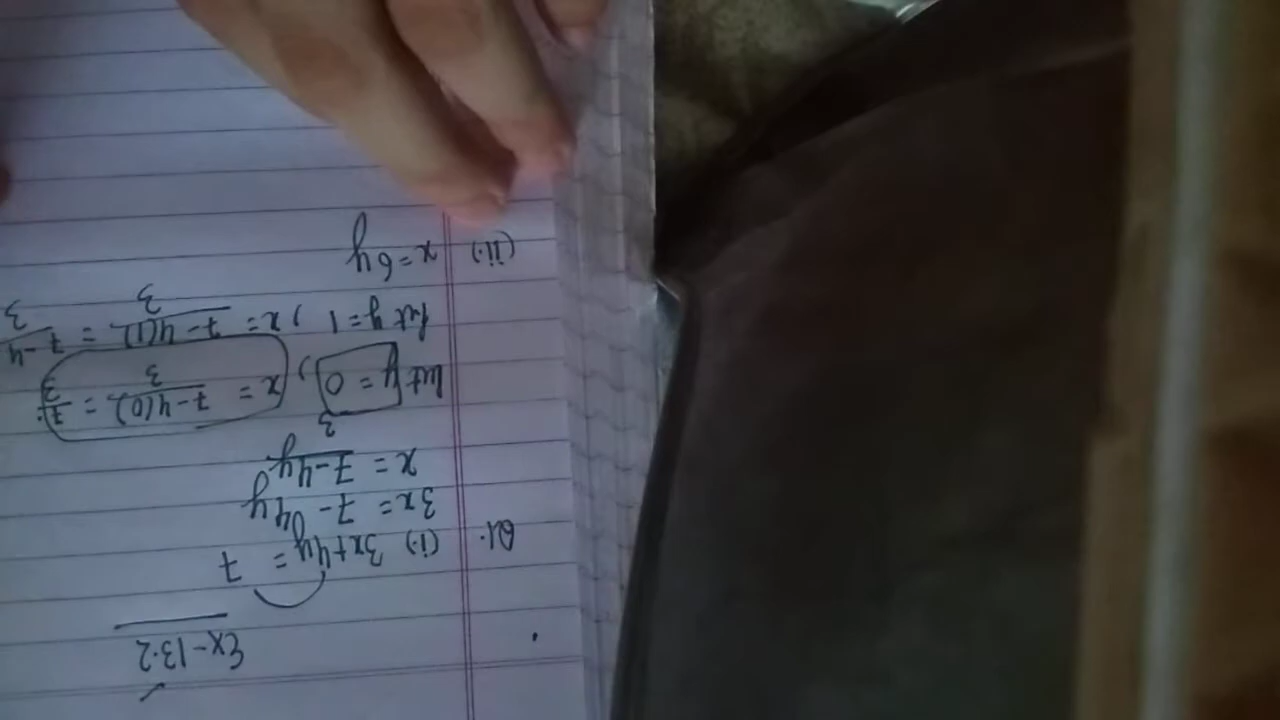 Ex-13.2
Q1. (i) 3x+4y = 7
3x = 7 - 4y
x = 7-4y/3
let y = 0, x = 7-4(0)/3 = 7/3.
let y = 1, x = 7-4(1)/3 = 7-4/3
(ii) x = 6y